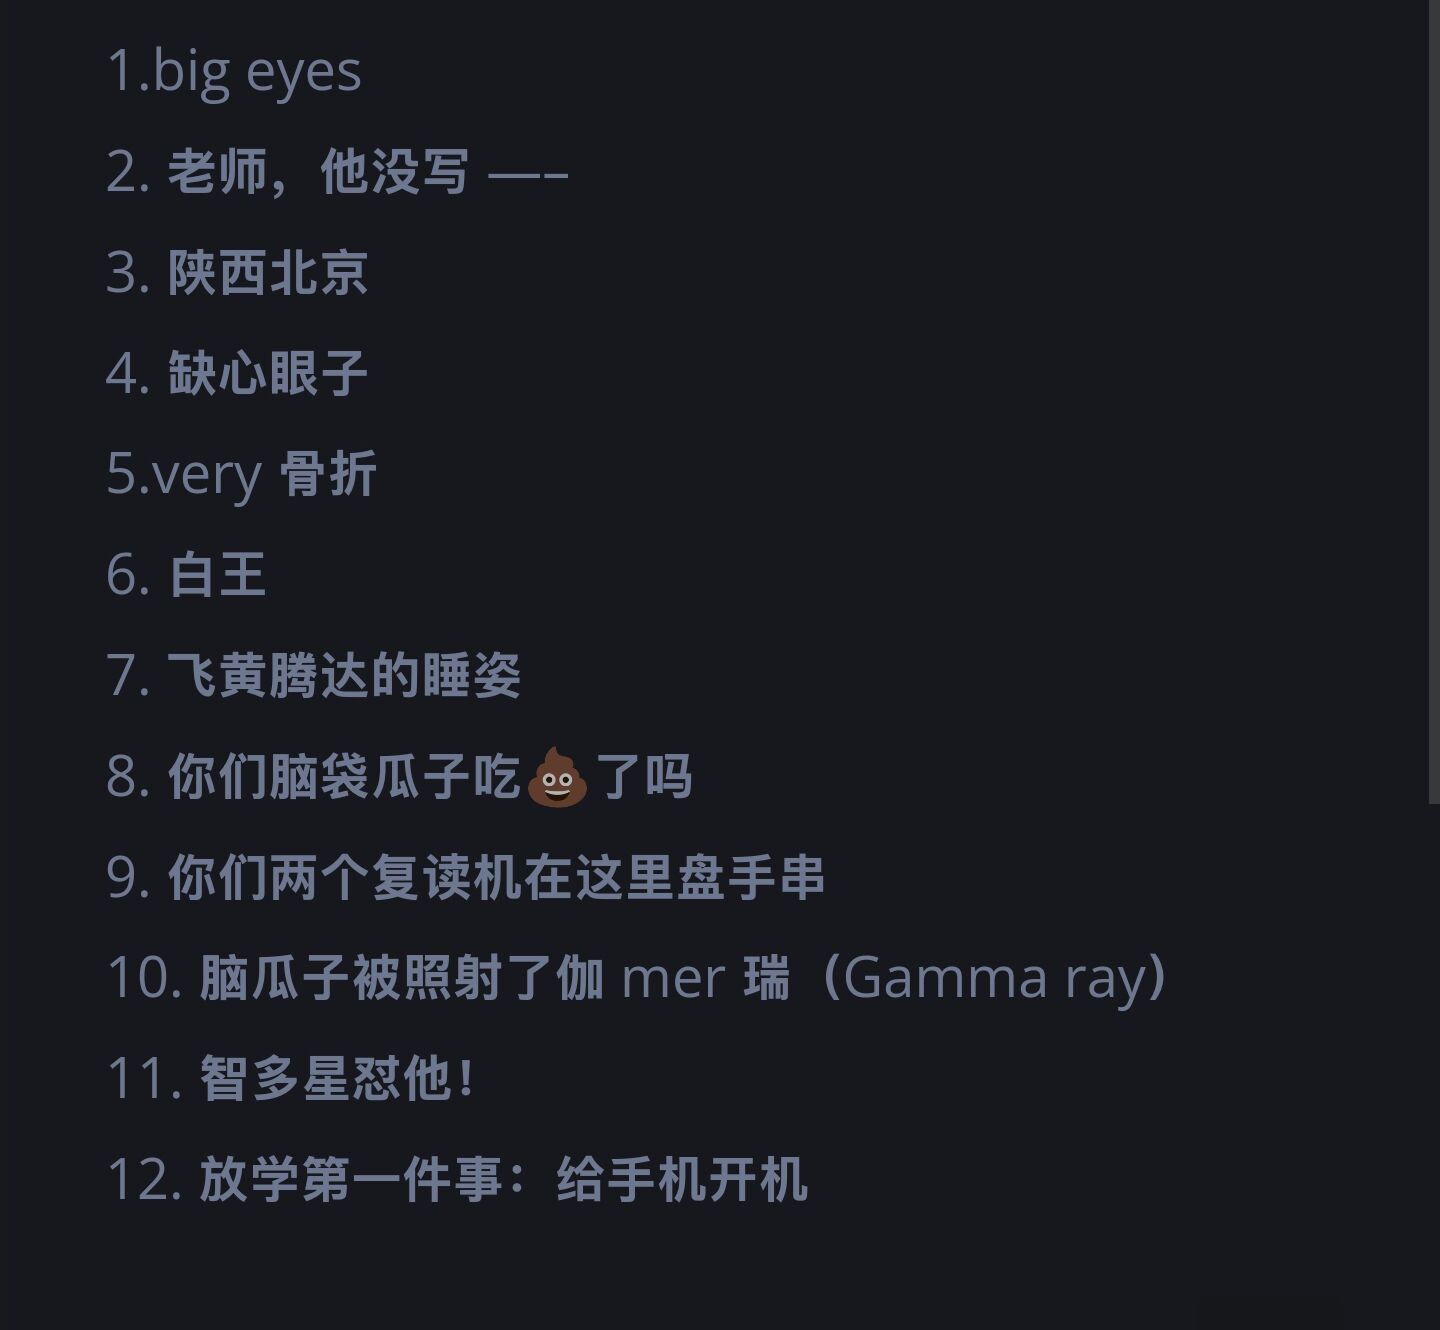 1.big eyes
2. 老师，他没写 —–
3. 陕西北京
4. 缺心眼子
5.very 骨折
6. 白王
7. 飞黄腾达的睡姿
8. 你们脑袋瓜子吃💩了吗
9. 你们两个复读机在这里盘手串
10. 脑瓜子被照射了伽 mer 瑞（Gamma ray）
11. 智多星怼他！
12. 放学第一件事：给手机开机